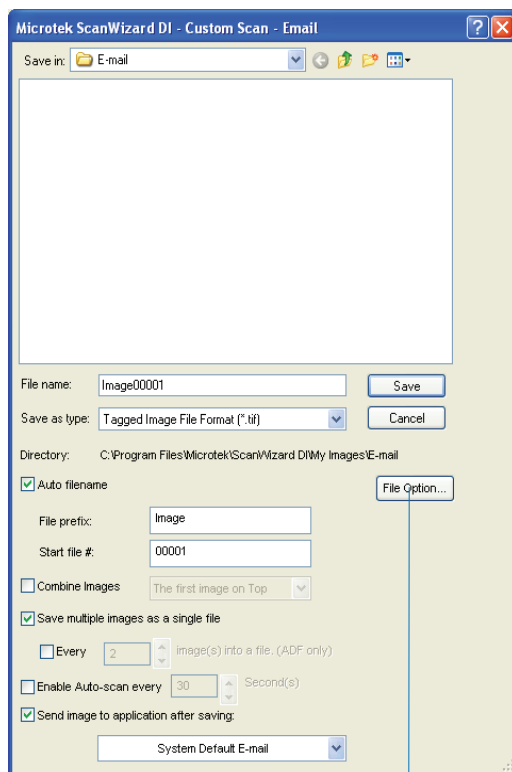 Microtek ScanWizard DI - Custom Scan - Email
Save in: E-mail
File name: Image00001 Save
Save as type: Tagged Image File Format (*.tif) Cancel
Directory: C:\Program Files\Microtek\ScanWizard DI\My Images\E-mail
Auto filename File Option...
File prefix: Image
Start file #: 00001
Combine Images The first image on Top
Save multiple images as a single file
Every 2 image(s) into a file. (ADF only)
Enable Auto-scan every 30 Second(s)
Send image to application after saving:
System Default E-mail